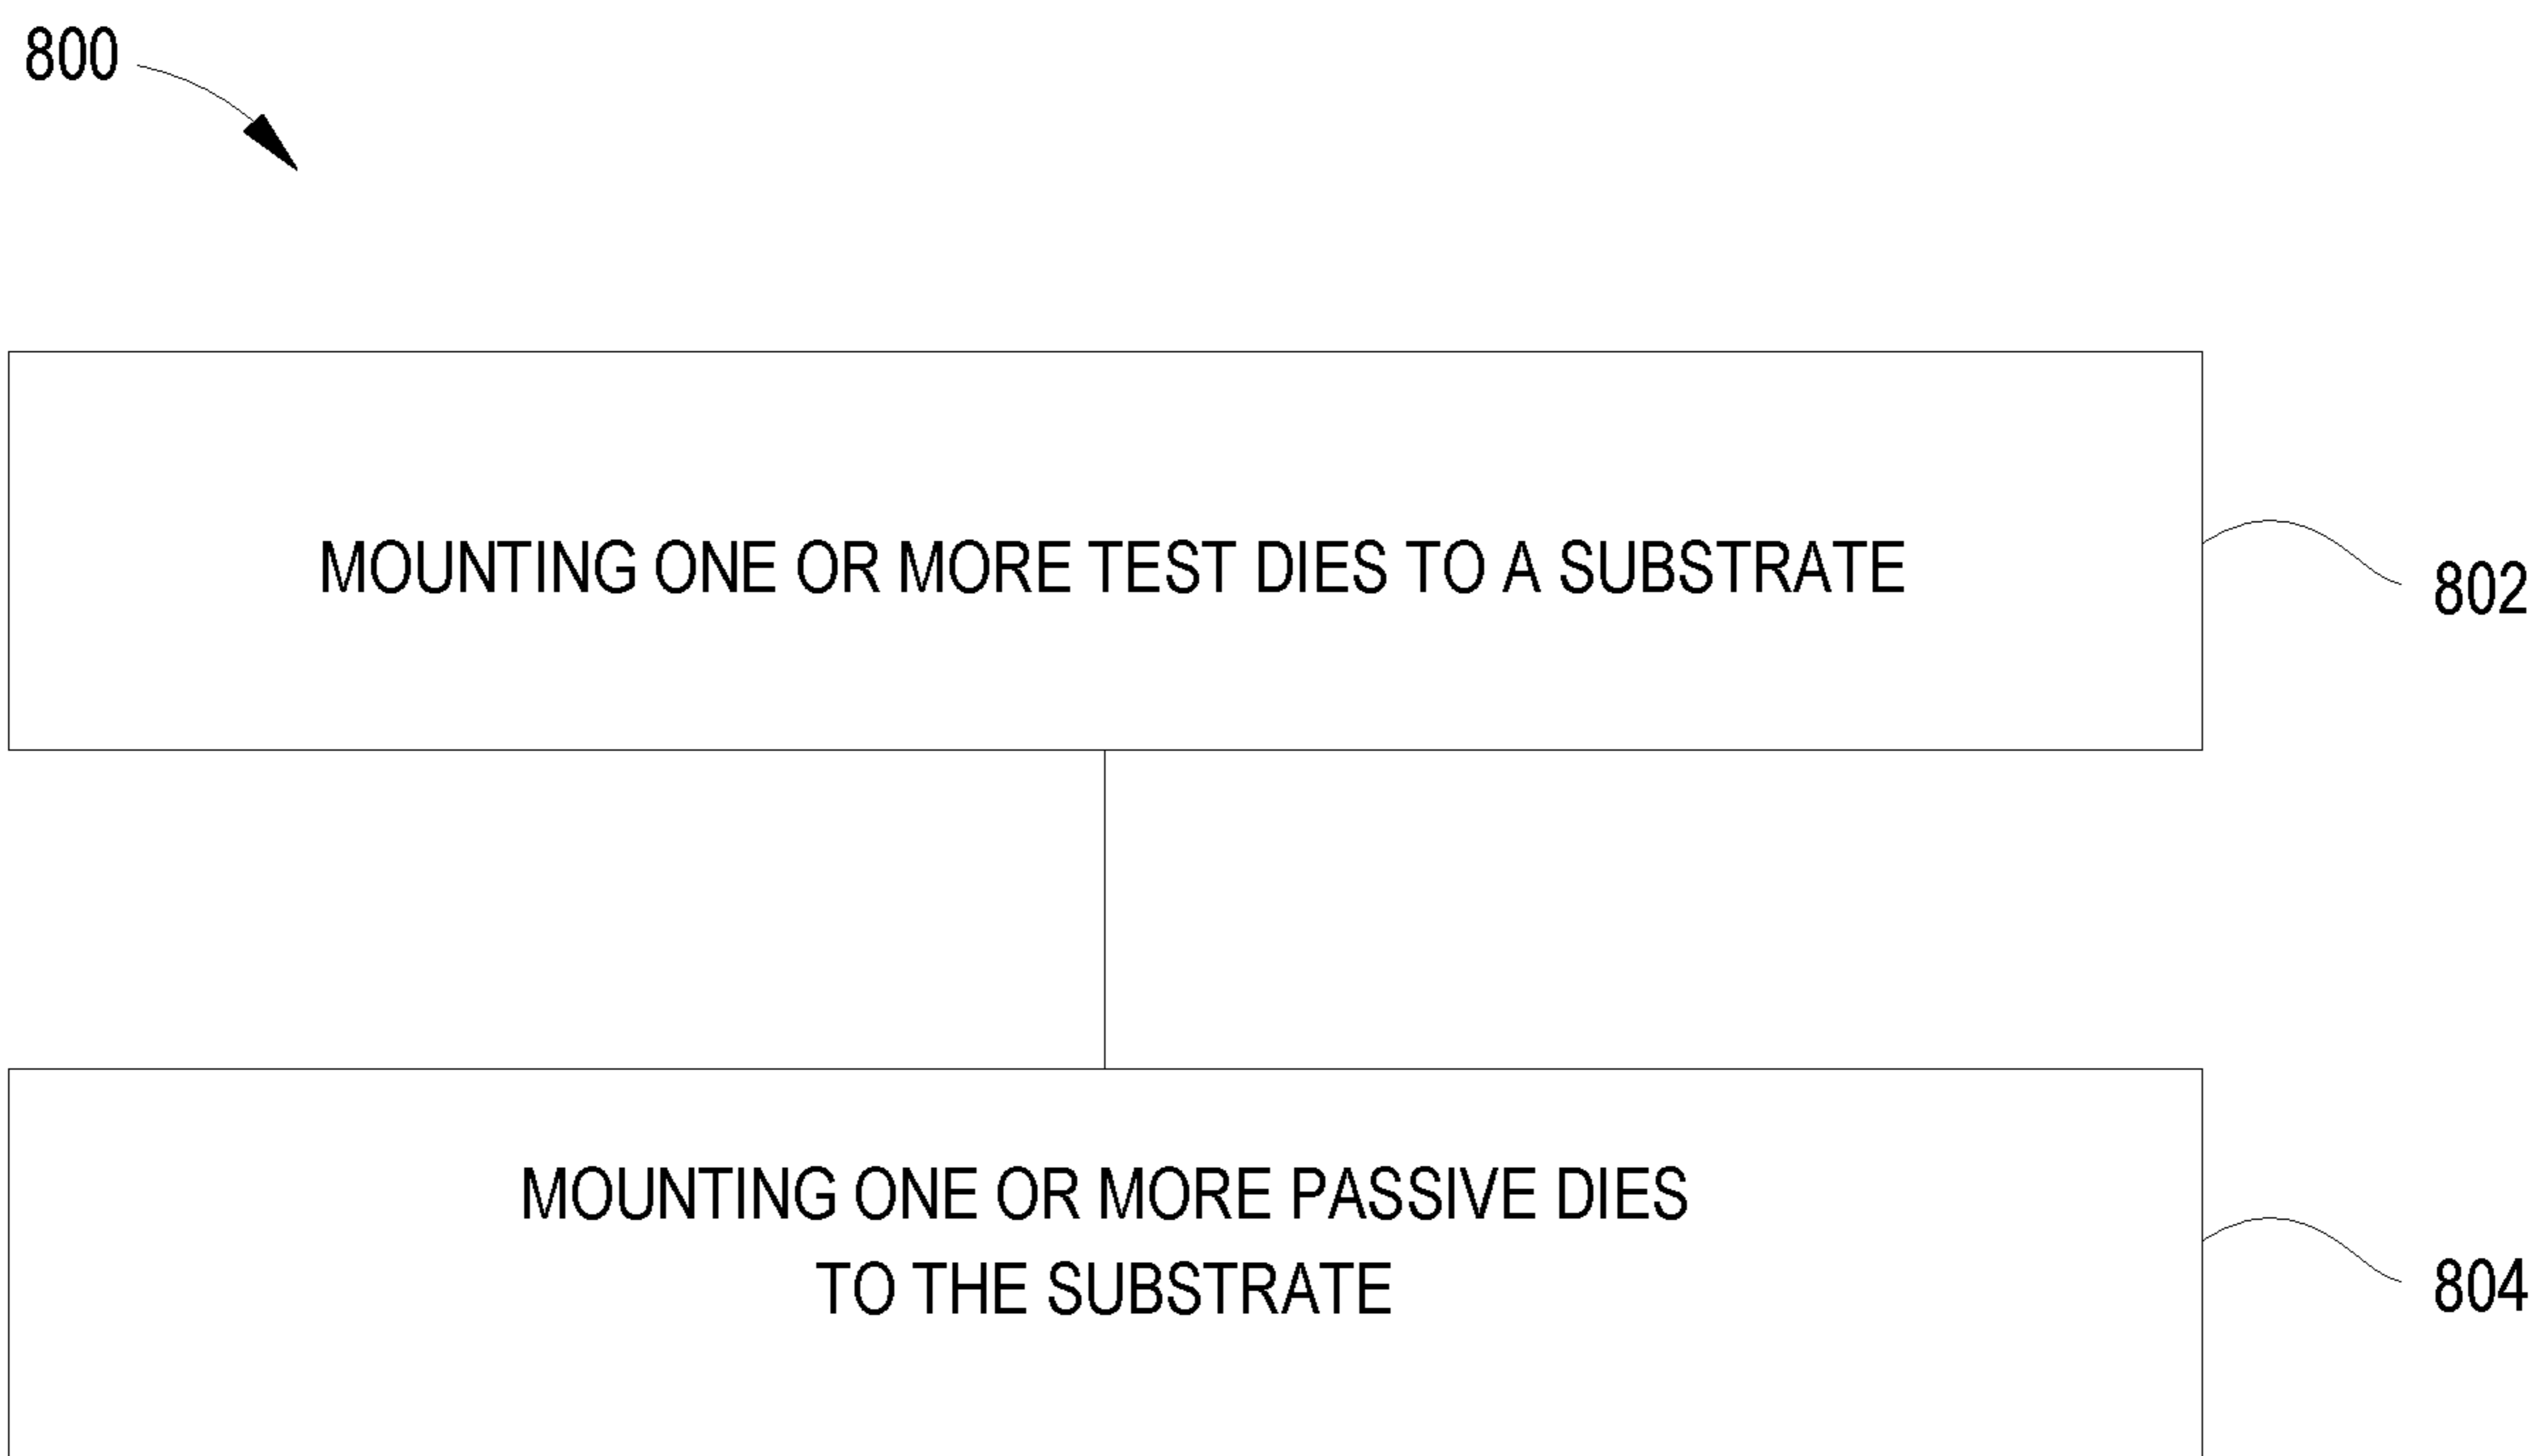 800
MOUNTING ONE OR MORE TEST DIES TO A SUBSTRATE
802
MOUNTING ONE OR MORE PASSIVE DIES
TO THE SUBSTRATE
804